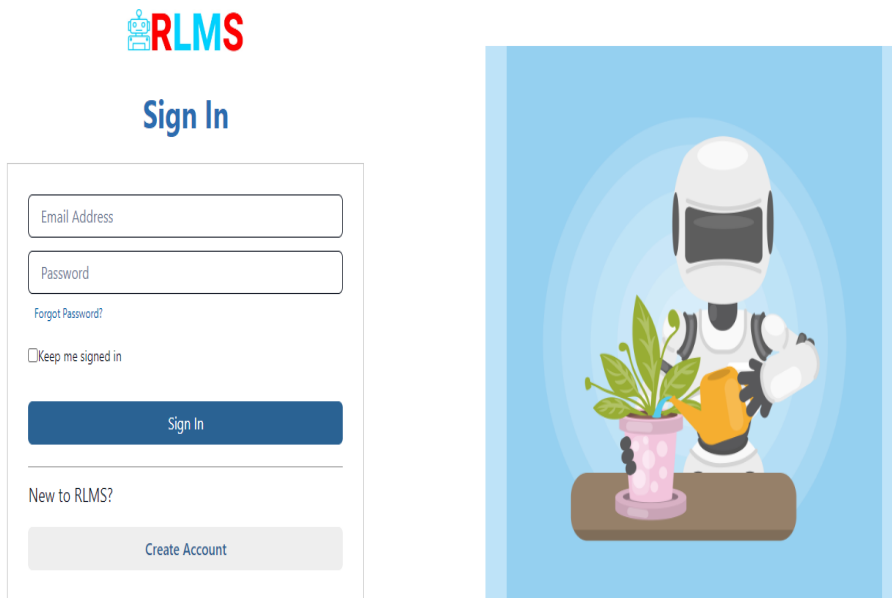 RLMS
Sign In
Email Address
Password
Forgot Password?
Keep me signed in
Sign In
New to RLMS?
Create Account